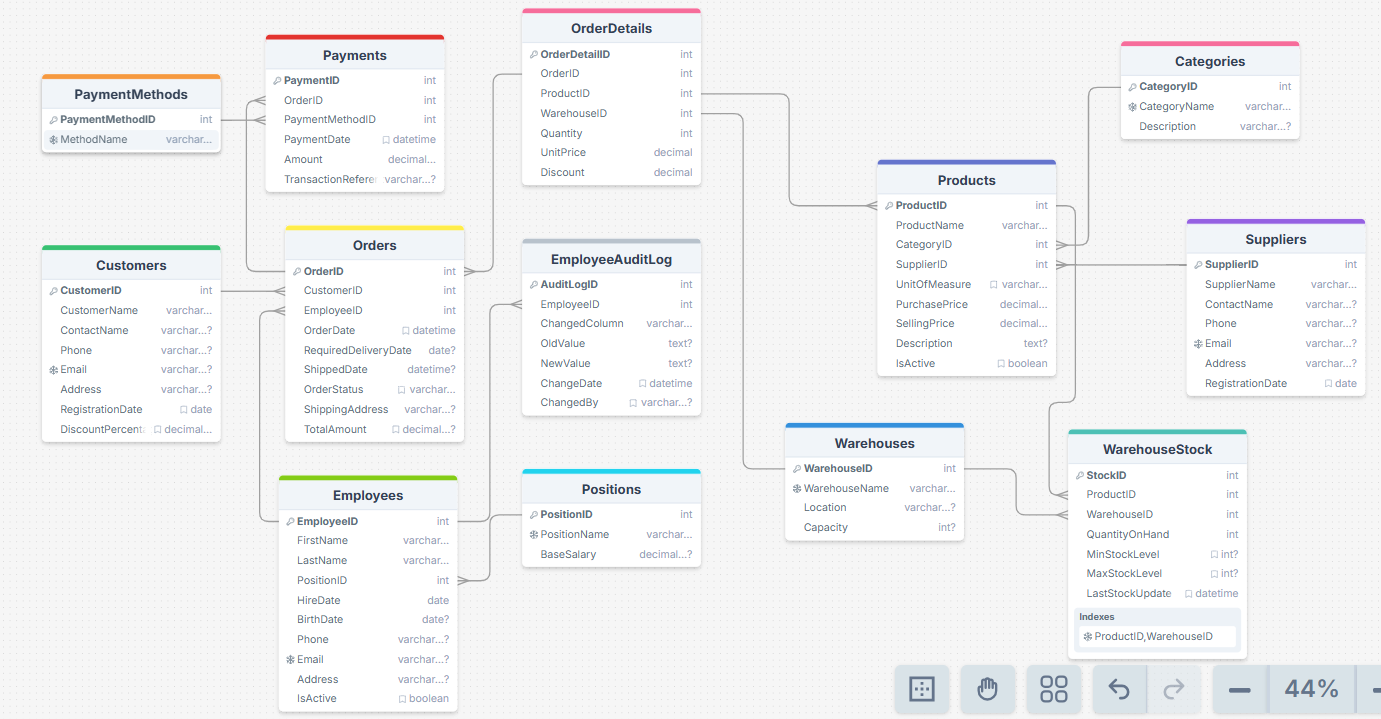 PaymentMethods
PaymentMethodID int
MethodName varchar...
Payments
PaymentID int
OrderID int
PaymentMethodID int
PaymentDate datetime
Amount decimal...
TransactionRefere varchar...?
OrderDetails
OrderDetailID int
OrderID int
ProductID int
WarehouseID int
Quantity int
UnitPrice decimal
Discount decimal
Categories
CategoryID int
CategoryName varchar...
Description varchar...?
Products
ProductID int
ProductName varchar...
CategoryID int
SupplierID int
UnitOfMeasure varchar...
PurchasePrice decimal...
SellingPrice decimal...
Description text?
IsActive boolean
Suppliers
SupplierID int
SupplierName varchar...
ContactName varchar...?
Phone varchar...?
Email varchar...?
Address varchar...?
RegistrationDate date
Customers
CustomerID int
CustomerName varchar...
ContactName varchar...?
Phone varchar...?
Email varchar...?
Address varchar...?
RegistrationDate date
DiscountPercent decimal...
Orders
OrderID int
CustomerID int
EmployeeID int
OrderDate datetime
RequiredDeliveryDate date?
ShippedDate datetime?
OrderStatus varchar...
ShippingAddress varchar...?
TotalAmount decimal...?
EmployeeAuditLog
AuditLogID int
EmployeeID int
ChangedColumn varchar...
OldValue text?
NewValue text?
ChangeDate datetime
ChangedBy varchar...?
Employees
EmployeeID int
FirstName varchar...
LastName varchar...
PositionID int
HireDate date
BirthDate date?
Phone varchar...?
Email varchar...?
Address varchar...?
IsActive boolean
Positions
PositionID int
PositionName varchar...
BaseSalary decimal...?
Warehouses
WarehouseID int
WarehouseName varchar...
Location varchar...?
Capacity int?
WarehouseStock
StockID int
ProductID int
WarehouseID int
QuantityOnHand int
MinStockLevel int?
MaxStockLevel int?
LastStockUpdate datetime
Indexes
ProductID,WarehouseID
44%